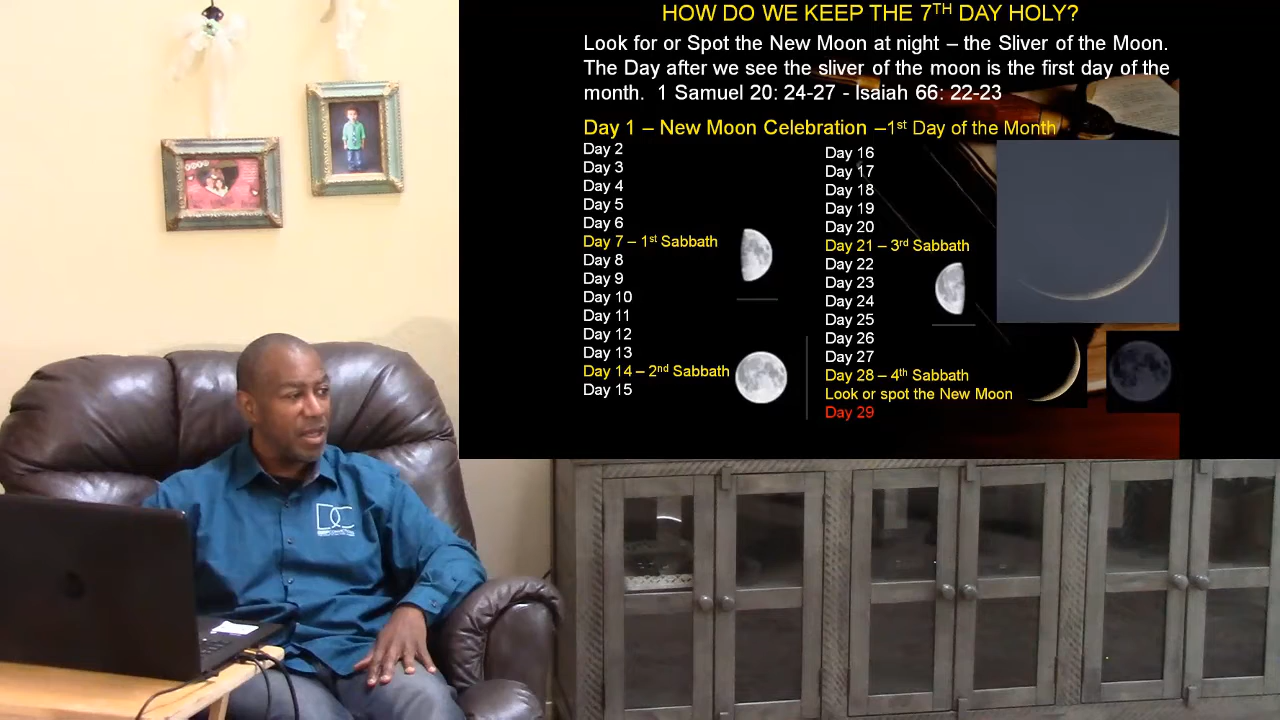 HOW DO WE KEEP THE 7TH DAY HOLY?
Look for or Spot the New Moon at night – the Sliver of the Moon.
The Day after we see the sliver of the moon is the first day of the
month.  1 Samuel 20: 24-27 - Isaiah 66: 22-23
Day 1 – New Moon Celebration –1st Day of the Month
Day 2
Day 3
Day 4
Day 5
Day 6
Day 7 – 1st Sabbath
Day 8
Day 9
Day 10
Day 11
Day 12
Day 13
Day 14 – 2nd Sabbath
Day 15
Day 16
Day 17
Day 18
Day 19
Day 20
Day 21 – 3rd Sabbath
Day 22
Day 23
Day 24
Day 25
Day 26
Day 27
Day 28 – 4th Sabbath
Look or spot the New Moon
Day 29
DC